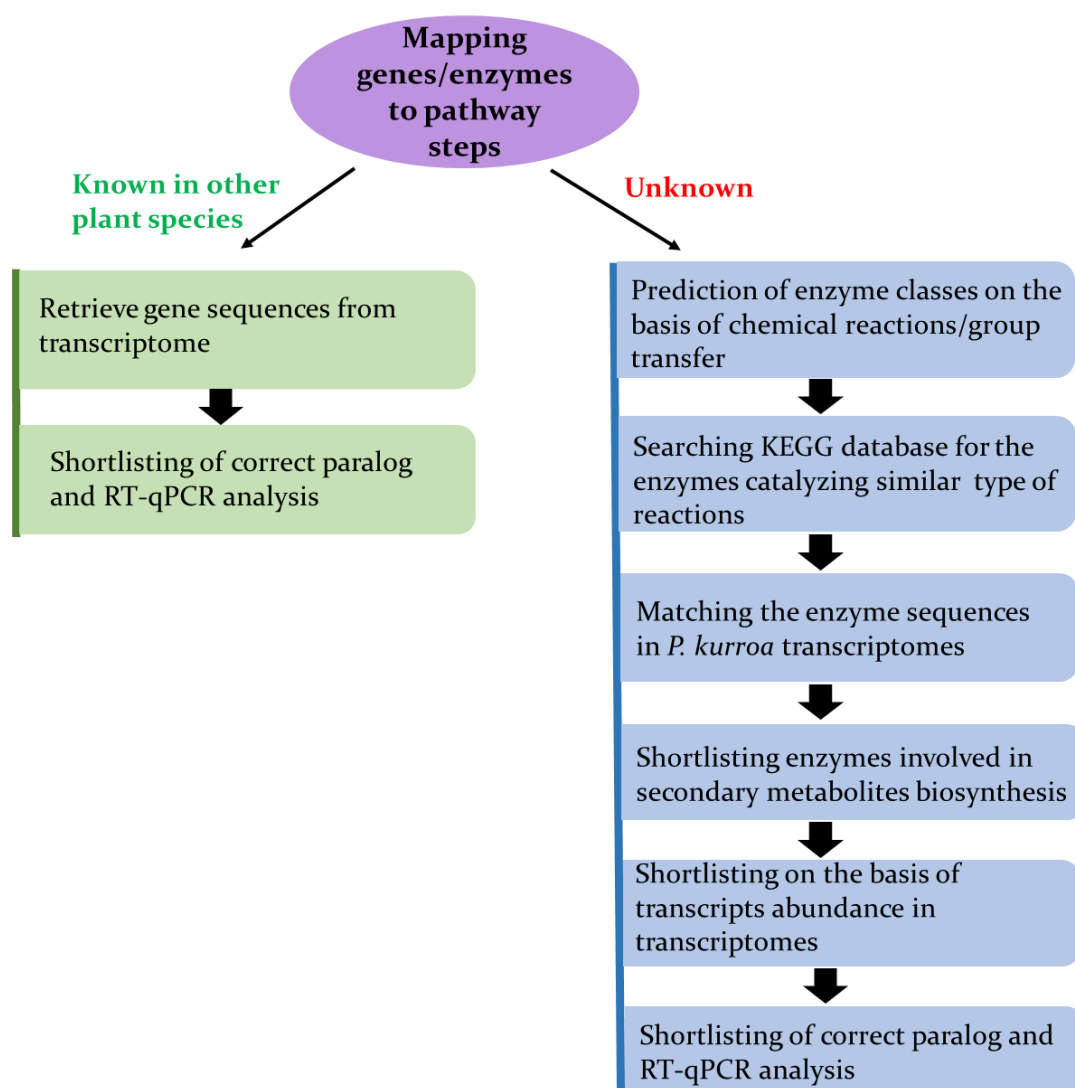 Mapping
genes/enzymes
to pathway
steps
Known in other
plant species
Unknown
Retrieve gene sequences from
transcriptome
Shortlisting of correct paralog
and RT-qPCR analysis
Prediction of enzyme classes on the
basis of chemical reactions/group
transfer
Searching KEGG database for the
enzymes catalyzing similar type of
reactions
Matching the enzyme sequences
in P. kurroa transcriptomes
Shortlisting enzymes involved in
secondary metabolites biosynthesis
Shortlisting on the basis of
transcripts abundance in
transcriptomes
Shortlisting of correct paralog and
RT-qPCR analysis